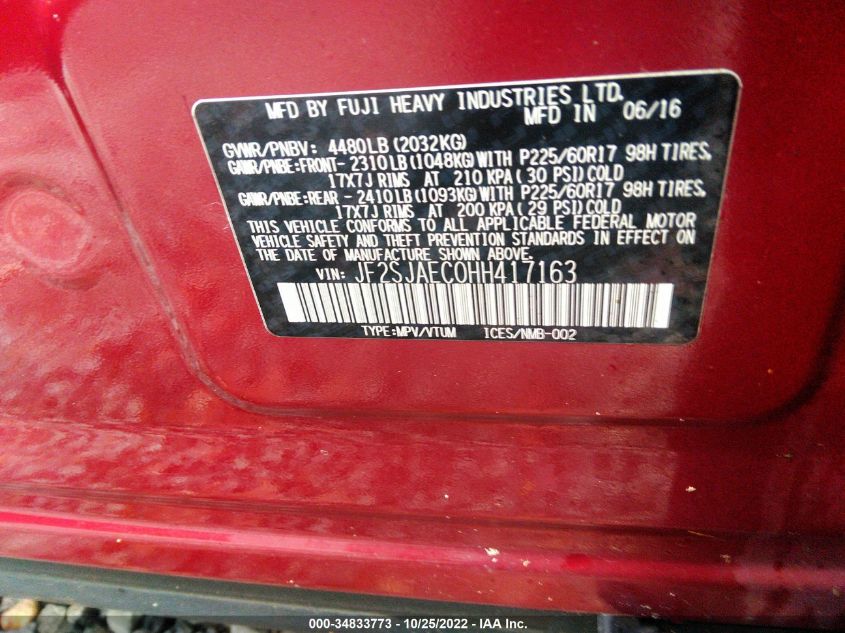 MFD BY FUJI HEAVY INDUSTRIES LTD.
MFD IN 06/16
GVWR/PNBV: 4480LB (2032KG)
GAWR/PNBE:FRONT- 2310LB (1048KG) WITH P225/60R17 98H TIRES,
17X7J RIMS AT 210 KPA ( 30 PSI) COLD
GAWR/PNBE:REAR - 2410LB (1093KG) WITH P225/60R17 98H TIRES,
17X7J RIMS AT 200 KPA ( 29 PSI) COLD
THIS VEHICLE CONFORMS TO ALL APPLICABLE FEDERAL MOTOR
VEHICLE SAFETY AND THEFT PREVENTION STANDARDS IN EFFECT ON
THE DATE OF MANUFACTURE SHOWN ABOVE.
VIN: JF2SJAEC0HH417163
TYPE:MPV/VTUM ICES/NMB-002
000-34833773 - 10/25/2022 - IAA Inc.